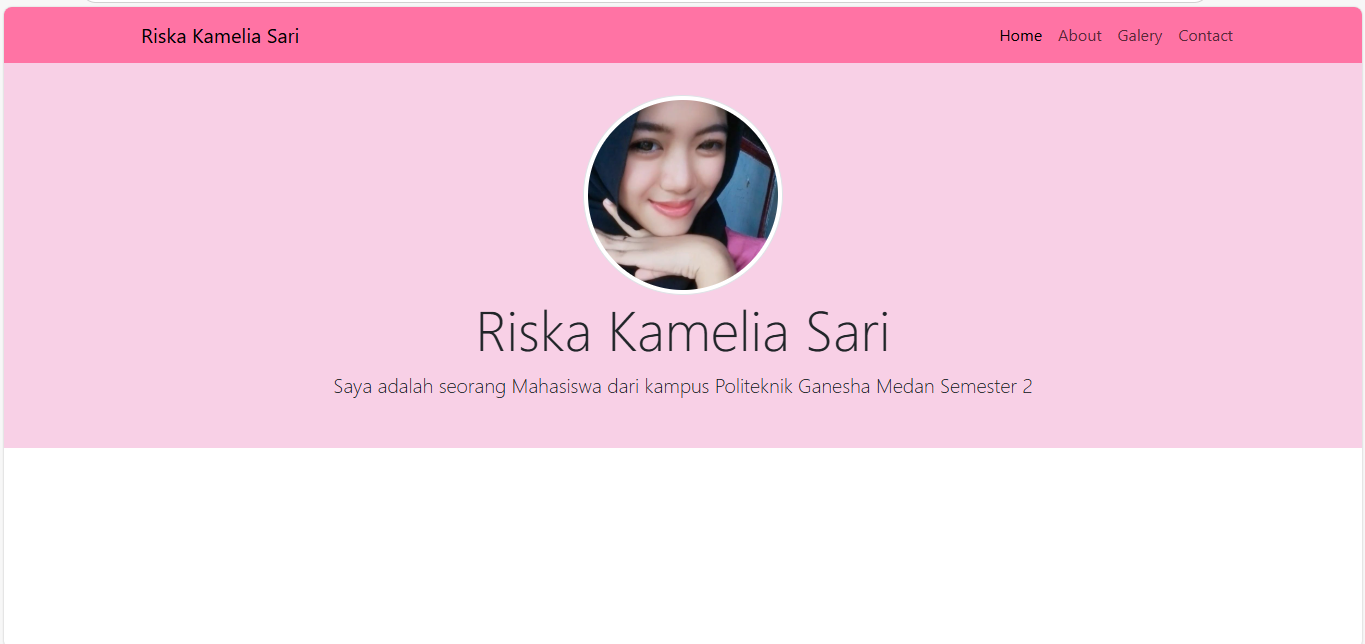 Riska Kamelia Sari
Home About Galery Contact
Riska Kamelia Sari
Saya adalah seorang Mahasiswa dari kampus Politeknik Ganesha Medan Semester 2